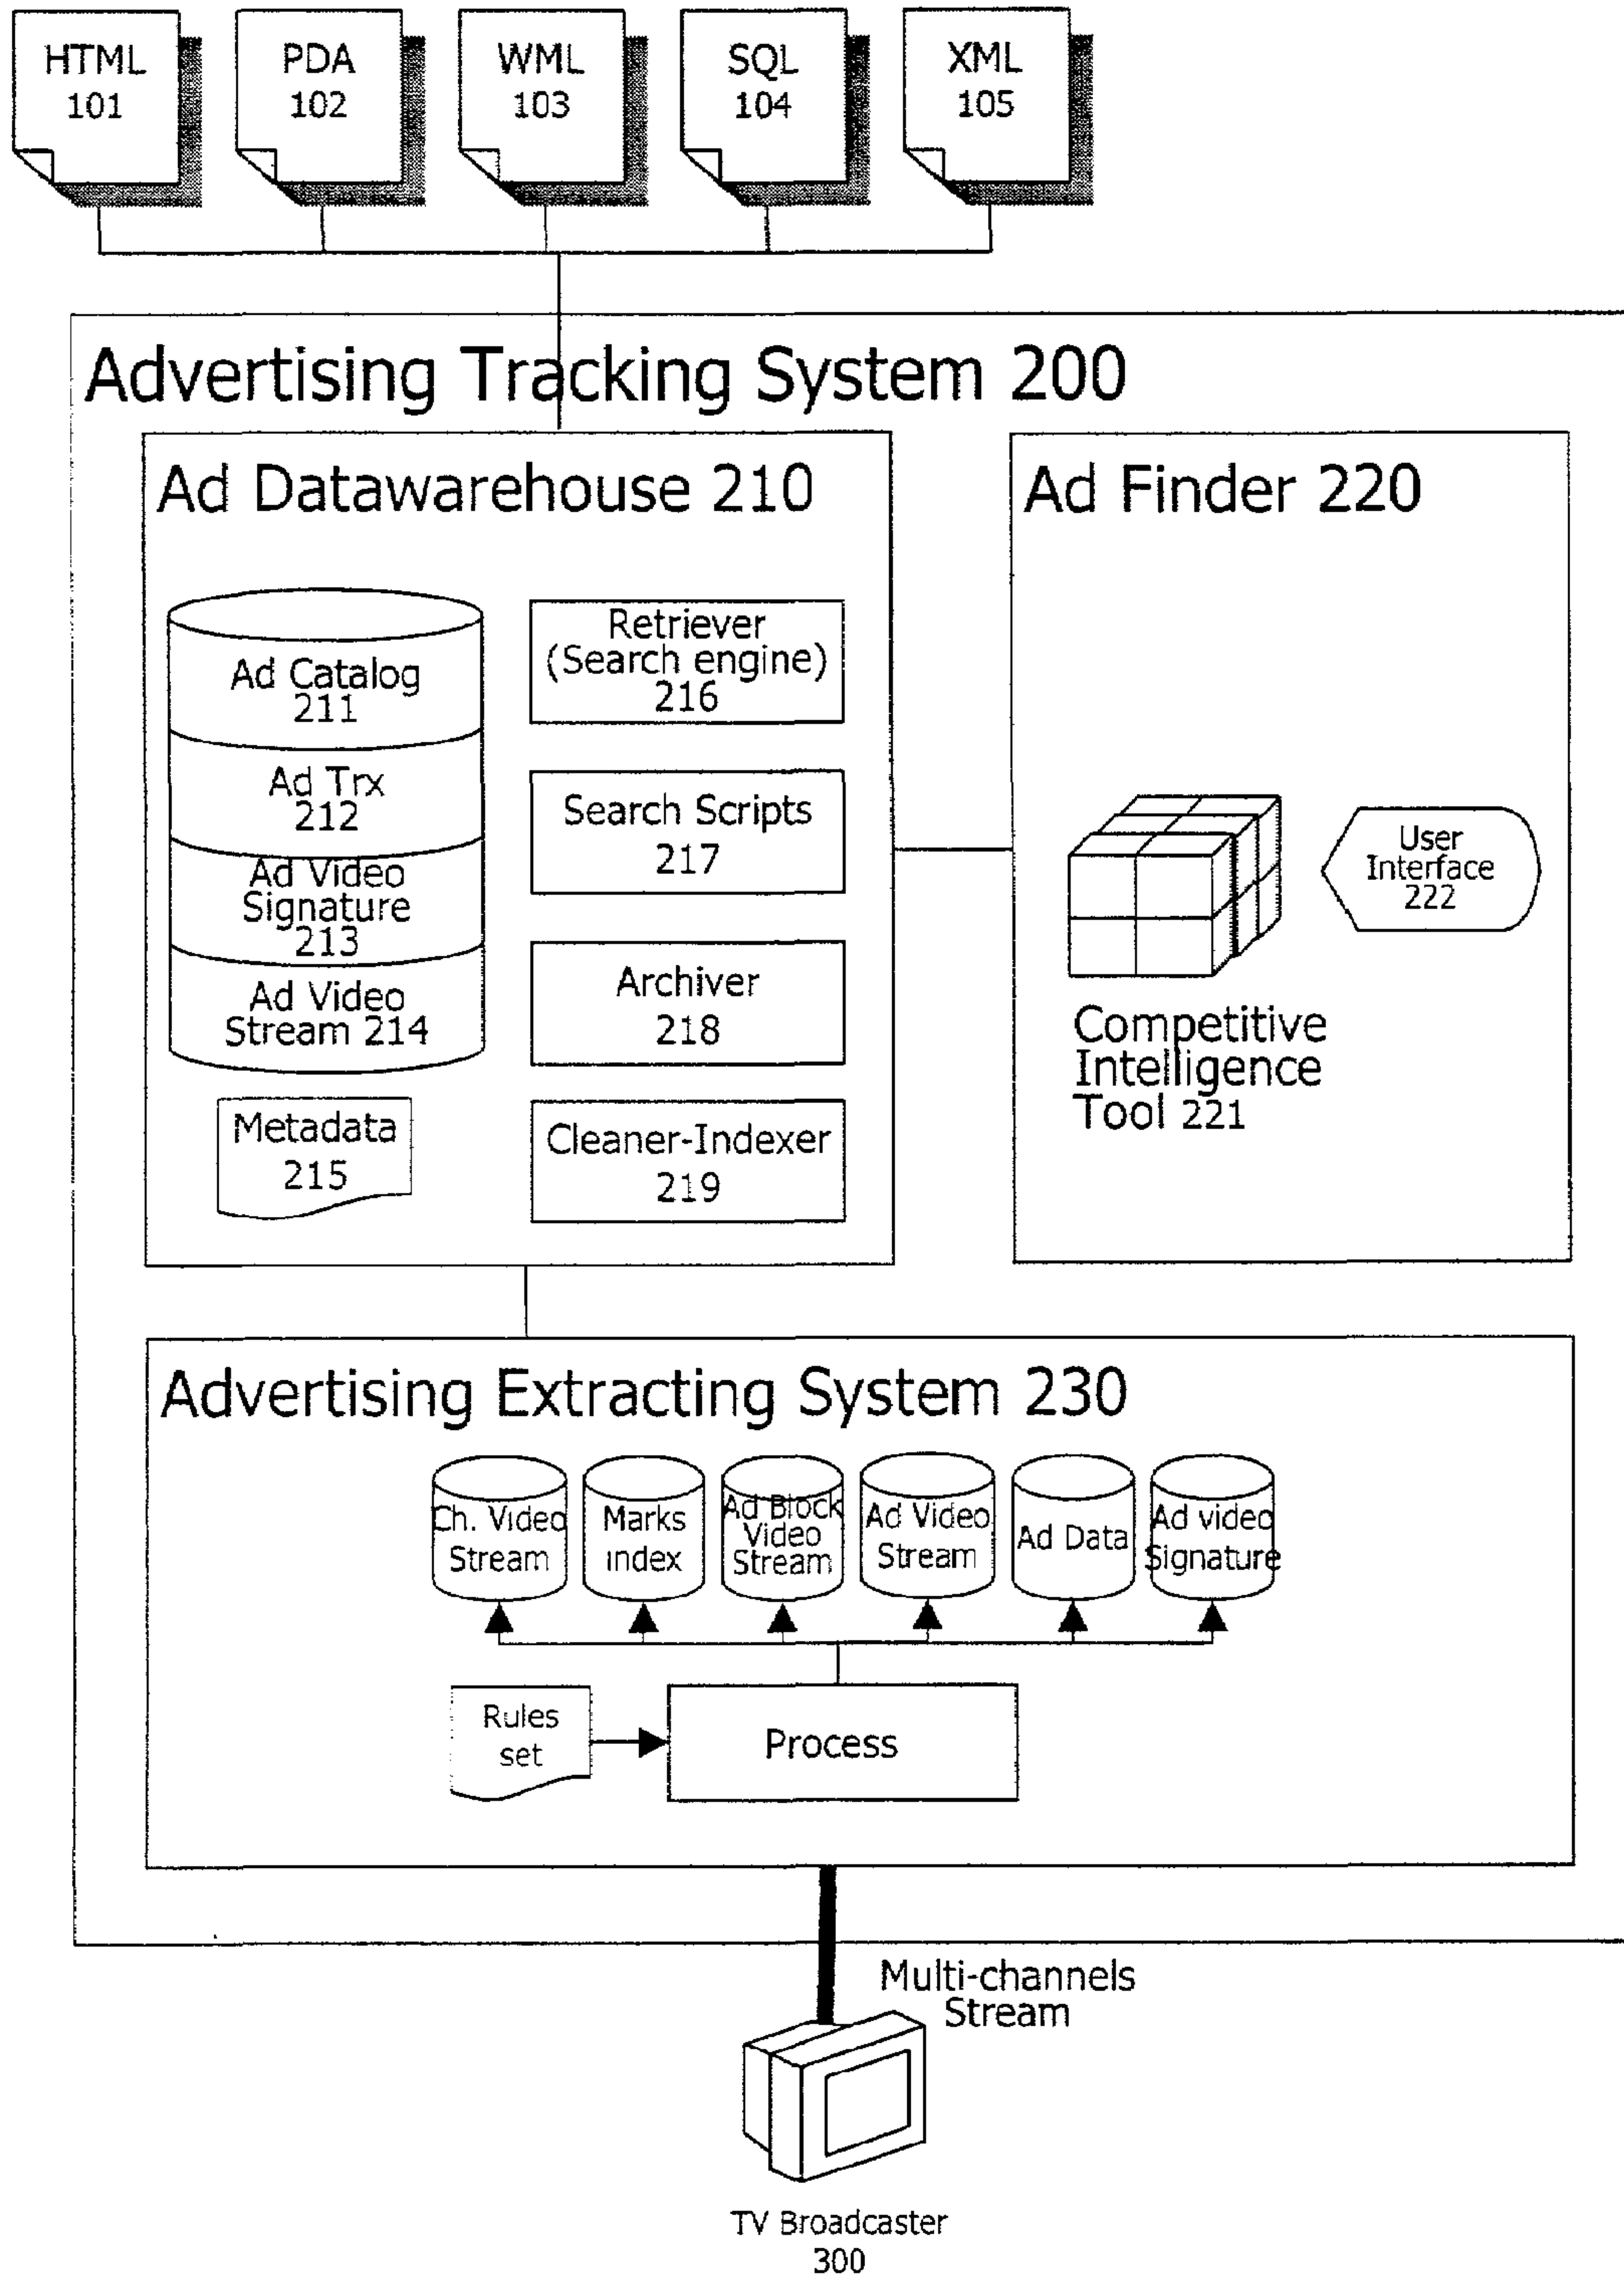 HTML
101
PDA
102
WML
103
SQL
104
XML
105
Advertising Tracking System 200
Ad Datawarehouse 210
Ad Catalog
211
Ad Trx
212
Ad Video
Signature
213
Ad Video
Stream 214
Metadata
215
Retriever
(Search engine)
216
Search Scripts
217
Archiver
218
Cleaner-Indexer
219
Ad Finder 220
Competitive
Intelligence
Tool 221
User
Interface
222
Advertising Extracting System 230
Ch. Video
Stream
Marks
index
Ad Block
Video
Stream
Ad Video
Stream
Ad Data
Ad video
Signature
Rules
set
Process
Multi-channels
Stream
TV Broadcaster
300